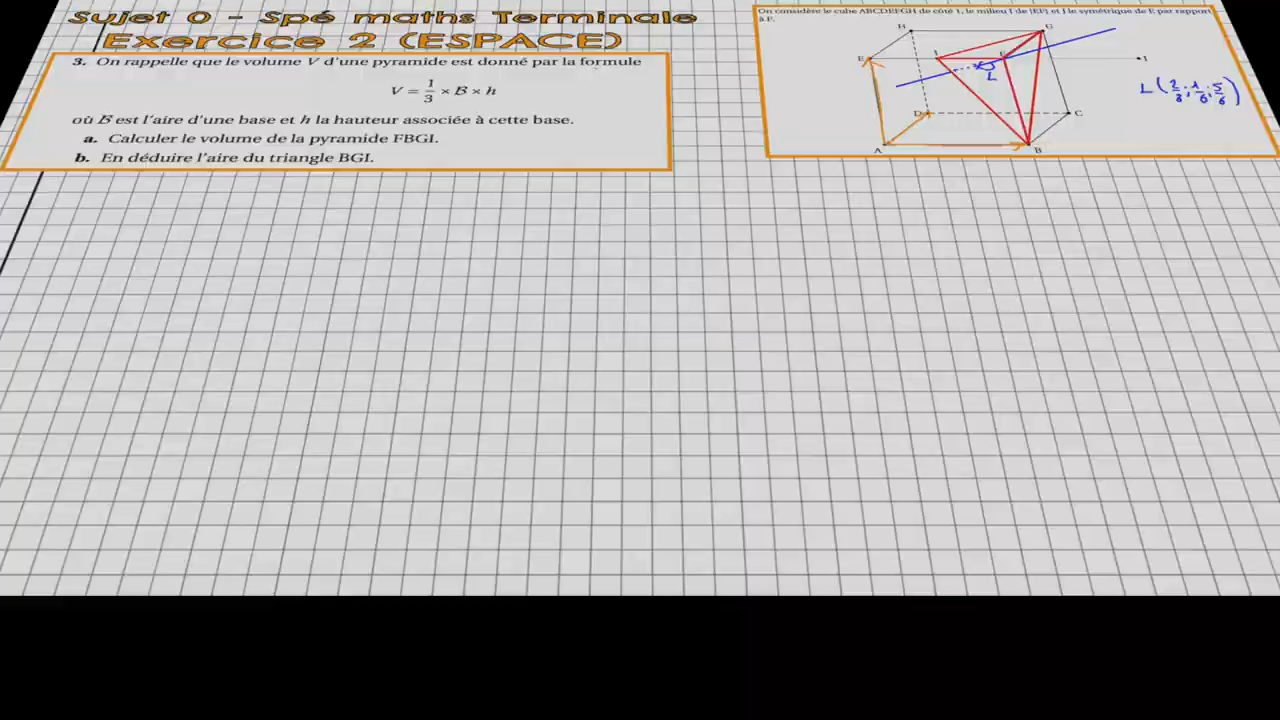 Sujet 0 - Spé maths Terminale
Exercice 2 (ESPACE)
3. On rappelle que le volume V d'une pyramide est donné par la formule
V = 1/3 × B × h
où B est l'aire d'une base et h la hauteur associée à cette base.
a. Calculer le volume de la pyramide FBGI.
b. En déduire l'aire du triangle BGI.
On considère le cube ABCDEFGH de côté 1, le milieu I de [EF] et J le symétrique de E par rapport
à F.
H
G
E
I
F
J
L
L(2/3; 1/6; 5/6)
D
C
A
B